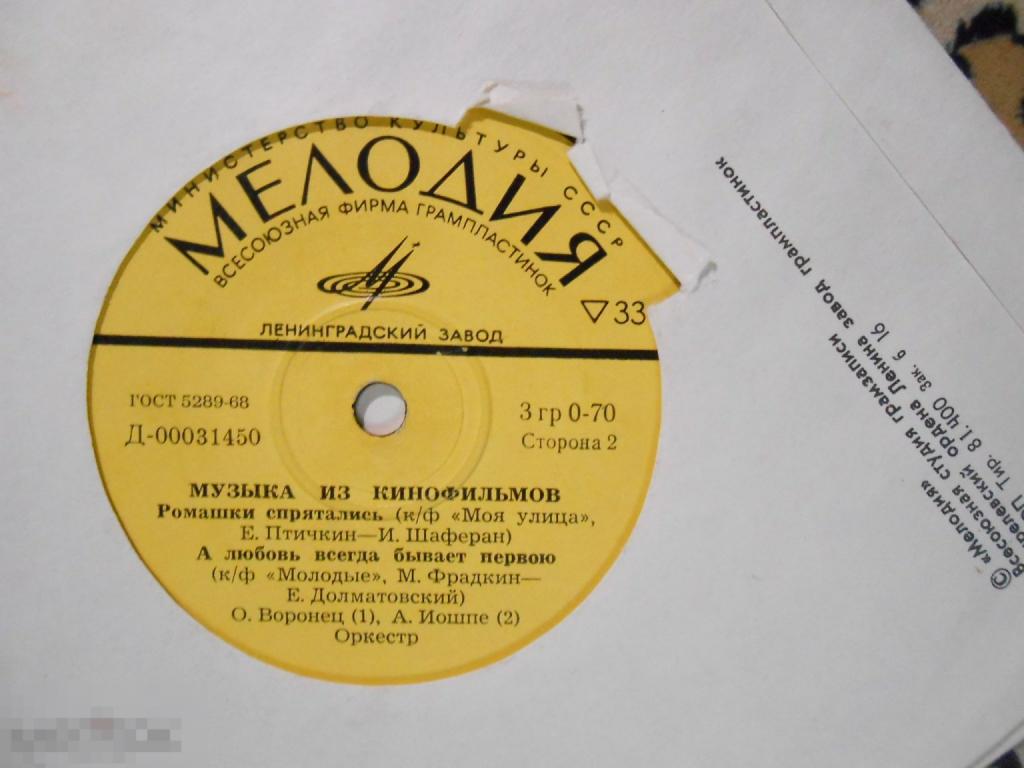 МИНИСТЕРСТВО КУЛЬТУРЫ СССР
МЕЛОДИЯ
ВСЕСОЮЗНАЯ ФИРМА ГРАМПЛАСТИНОК
▽33
ЛЕНИНГРАДСКИЙ ЗАВОД
ГОСТ 5289-68
Д-00031450
3 гр 0-70
Сторона 2
МУЗЫКА ИЗ КИНОФИЛЬМОВ
Ромашки спрятались (к/ф «Моя улица»,
Е. Птичкин—И. Шаферан)
А любовь всегда бывает первою
(к/ф «Молодые», М. Фрадкин—
Е. Долматовский)
О. Воронец (1), А. Иошпе (2)
Оркестр
© «Мелодия»
Всесоюзная студия грамзаписи
ордена Ленина завод грампластинок
Тир. 81.400 Зак. 6 16